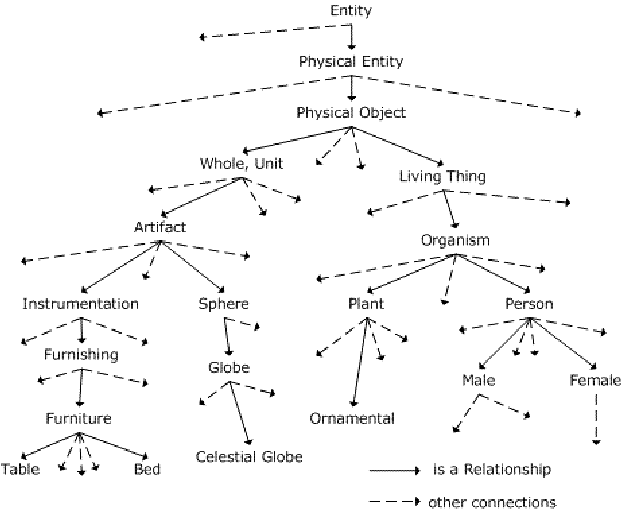 Entity
Physical Entity
Physical Object
Whole, Unit
Living Thing
Artifact
Organism
Instrumentation
Sphere
Plant
Person
Furnishing
Globe
Male
Female
Furniture
Ornamental
Celestial Globe
Table
Bed
is a Relationship
other connections